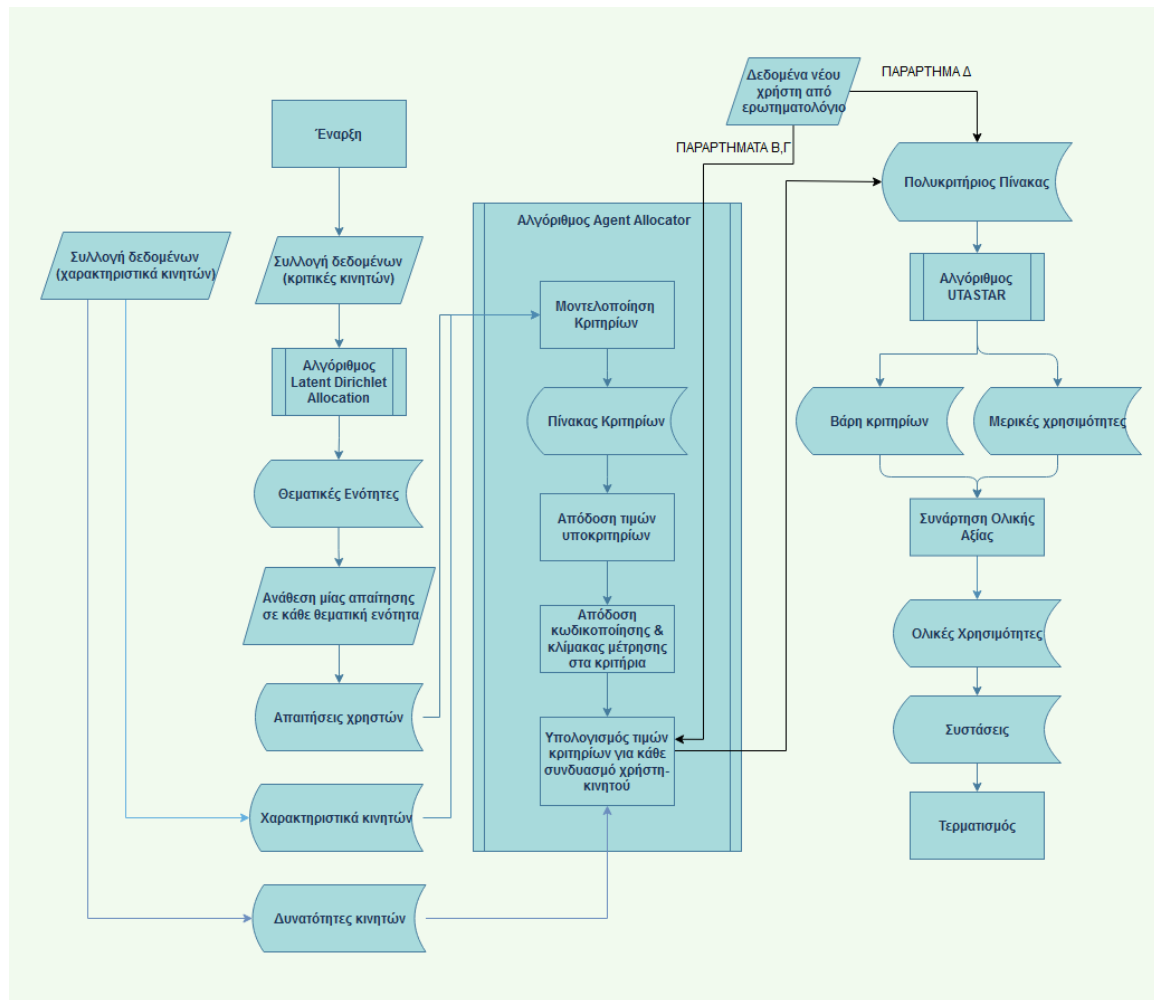 Έναρξη
Συλλογή δεδομένων
(χαρακτηριστικά κινητών)
Συλλογή δεδομένων
(κριτικές κινητών)
Αλγόριθμος
Latent Dirichlet
Allocation
Θεματικές Ενότητες
Ανάθεση μίας απαίτησης
σε κάθε θεματική ενότητα
Απαιτήσεις χρηστών
Χαρακτηριστικά κινητών
Δυνατότητες κινητών
Αλγόριθμος Agent Allocator
Μοντελοποίηση
Κριτηρίων
Πίνακας Κριτηρίων
Απόδοση τιμών
υποκριτηρίων
Απόδοση
κωδικοποίησης &
κλίμακας μέτρησης
στα κριτήρια
Υπολογισμός τιμών
κριτηρίων για κάθε
συνδυασμό χρήστη-
κινητού
Δεδομένα νέου
χρήστη από
ερωτηματολόγιο
ΠΑΡΑΡΤΗΜΑ Δ
ΠΑΡΑΡΤΗΜΑΤΑ Β,Γ
Πολυκριτήριος Πίνακας
Αλγόριθμος
UTASTAR
Βάρη κριτηρίων
Μερικές χρησιμότητες
Συνάρτηση Ολικής
Αξίας
Ολικές Χρησιμότητες
Συστάσεις
Τερματισμός